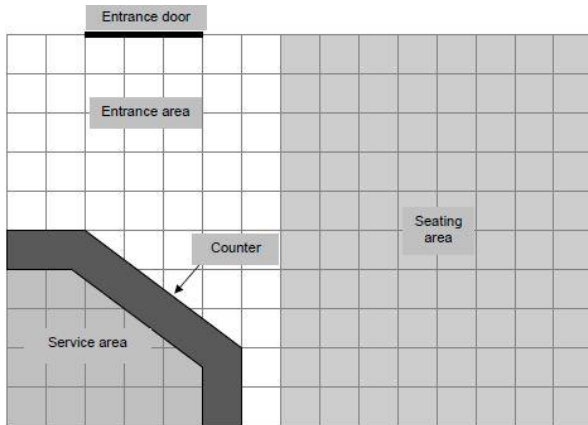 Entrance door
Entrance area
Seating
area
Counter
Service area